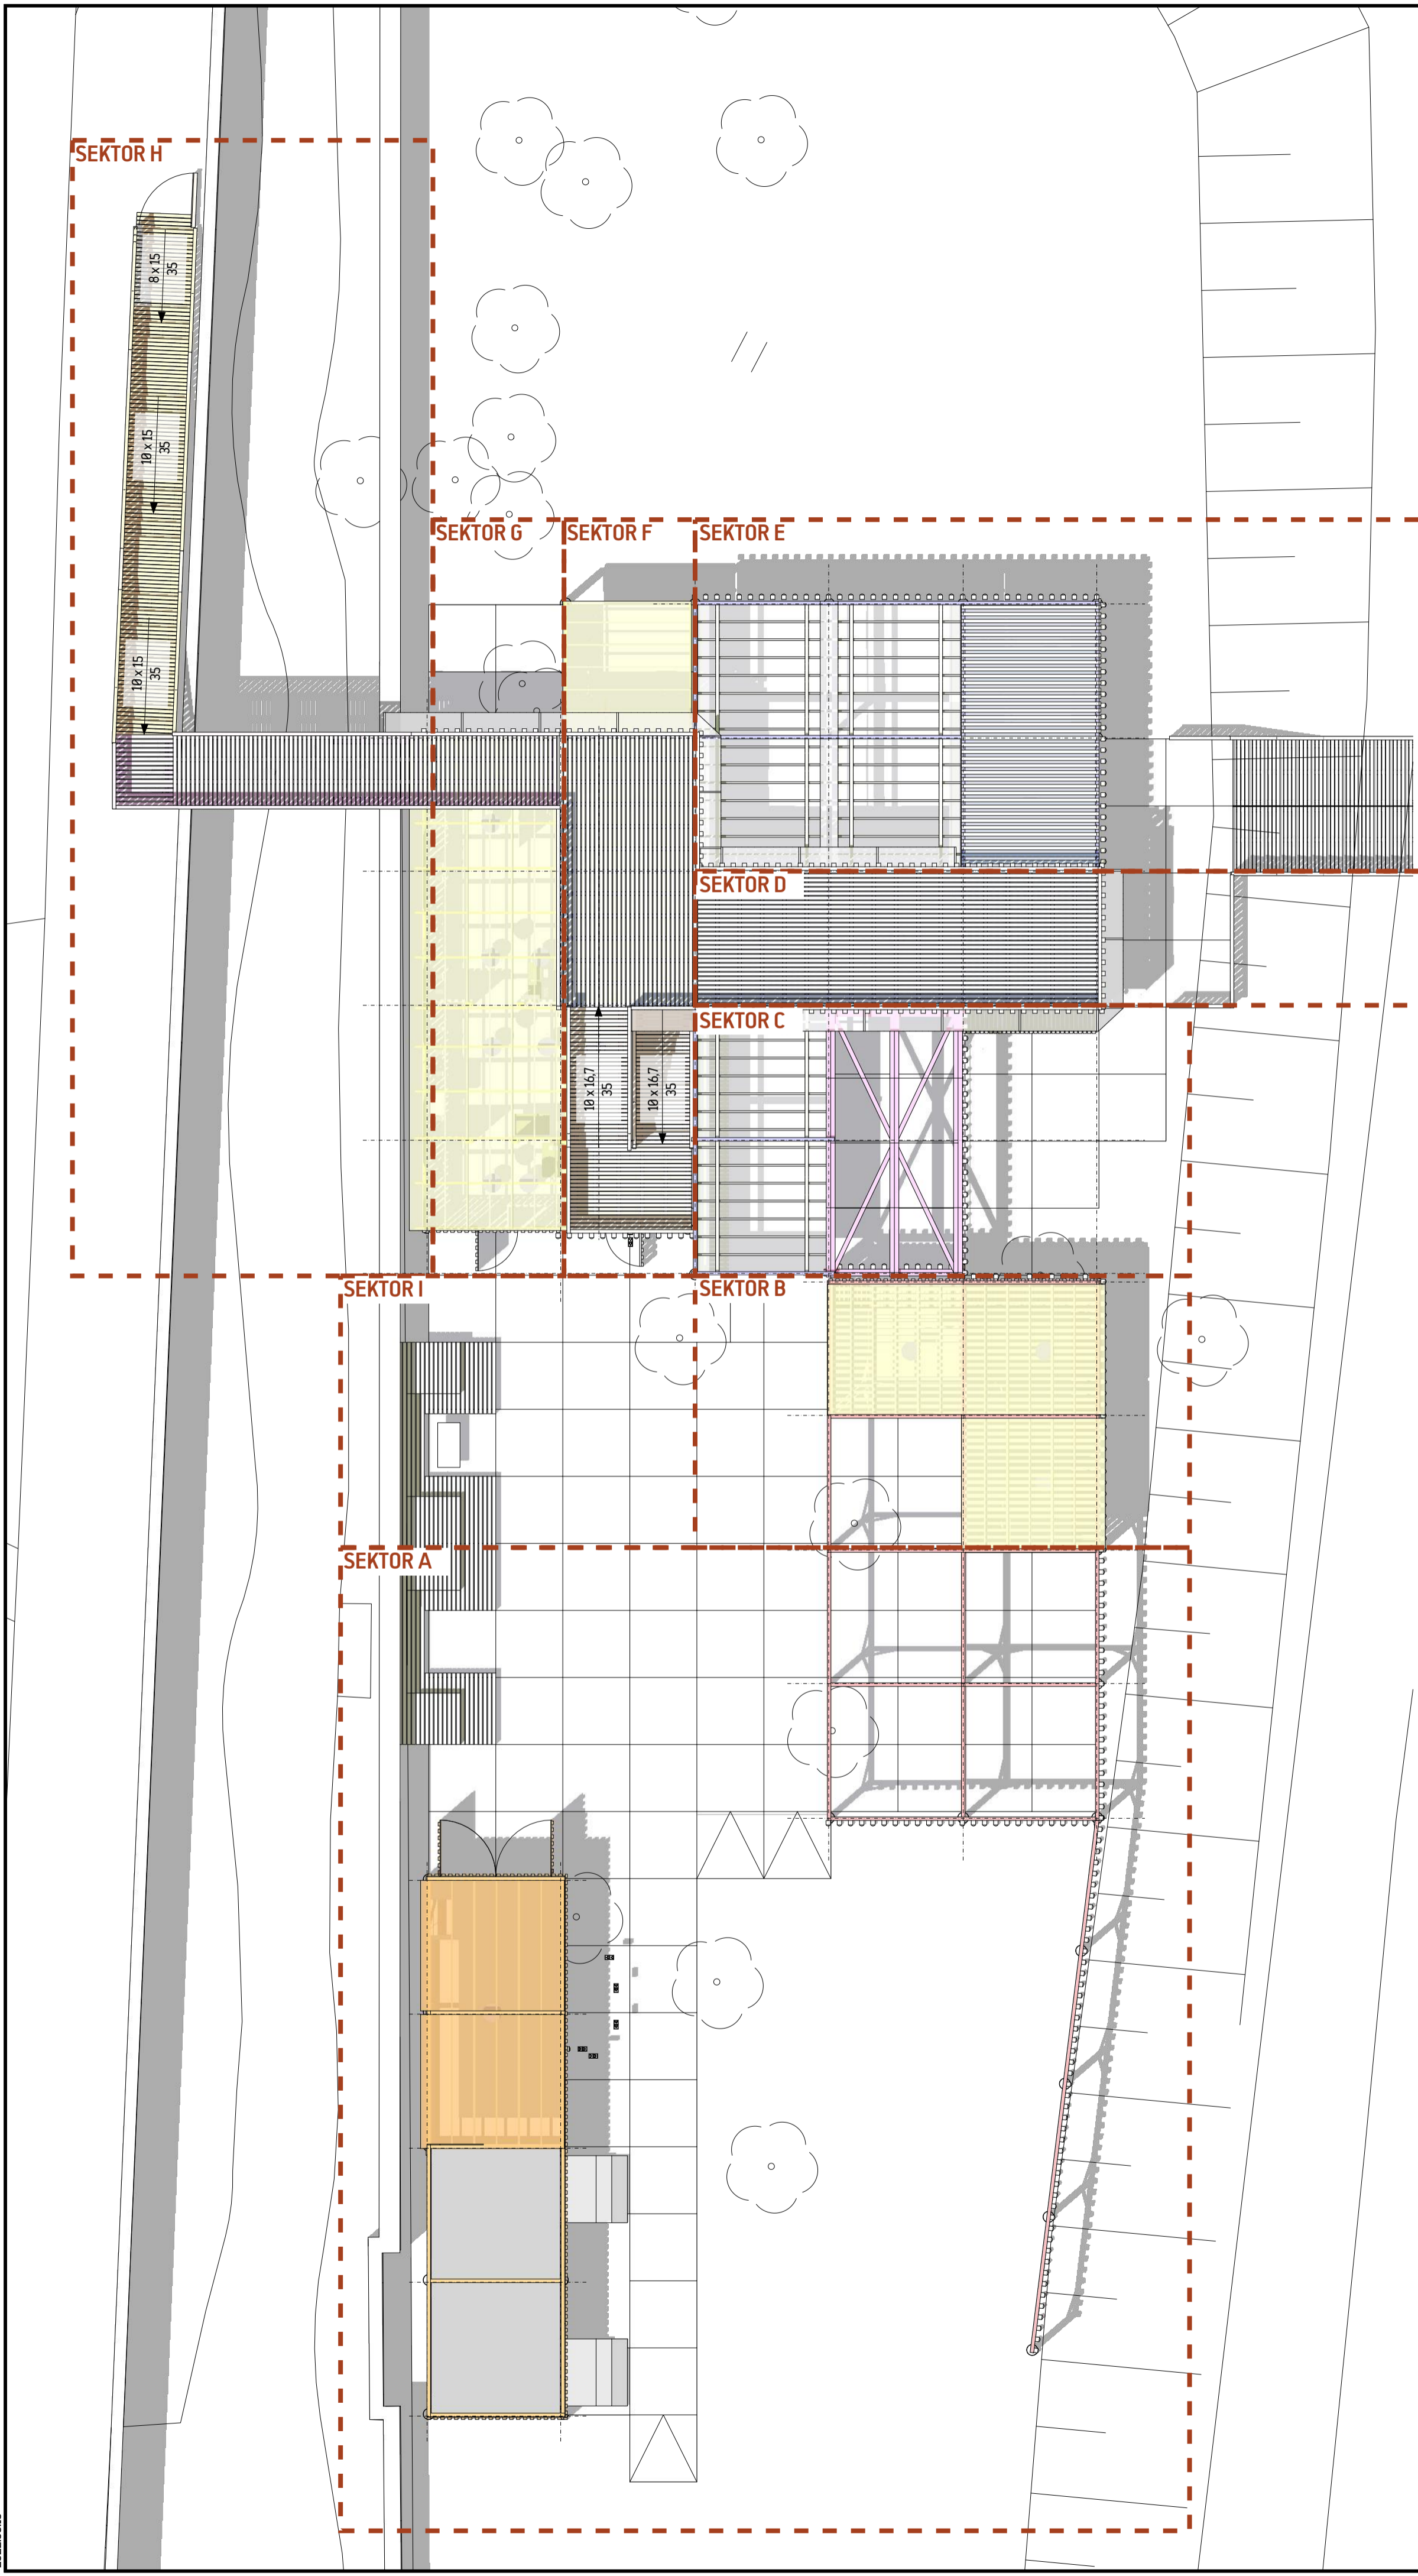 SEKTOR H
8 x 15
35
10 x 15
35
SEKTOR G
SEKTOR F
SEKTOR E
10 x 15
35
SEKTOR D
SEKTOR C
10 x 16,7
35
10 x 16,7
35
SEKTOR I
SEKTOR B
SEKTOR A